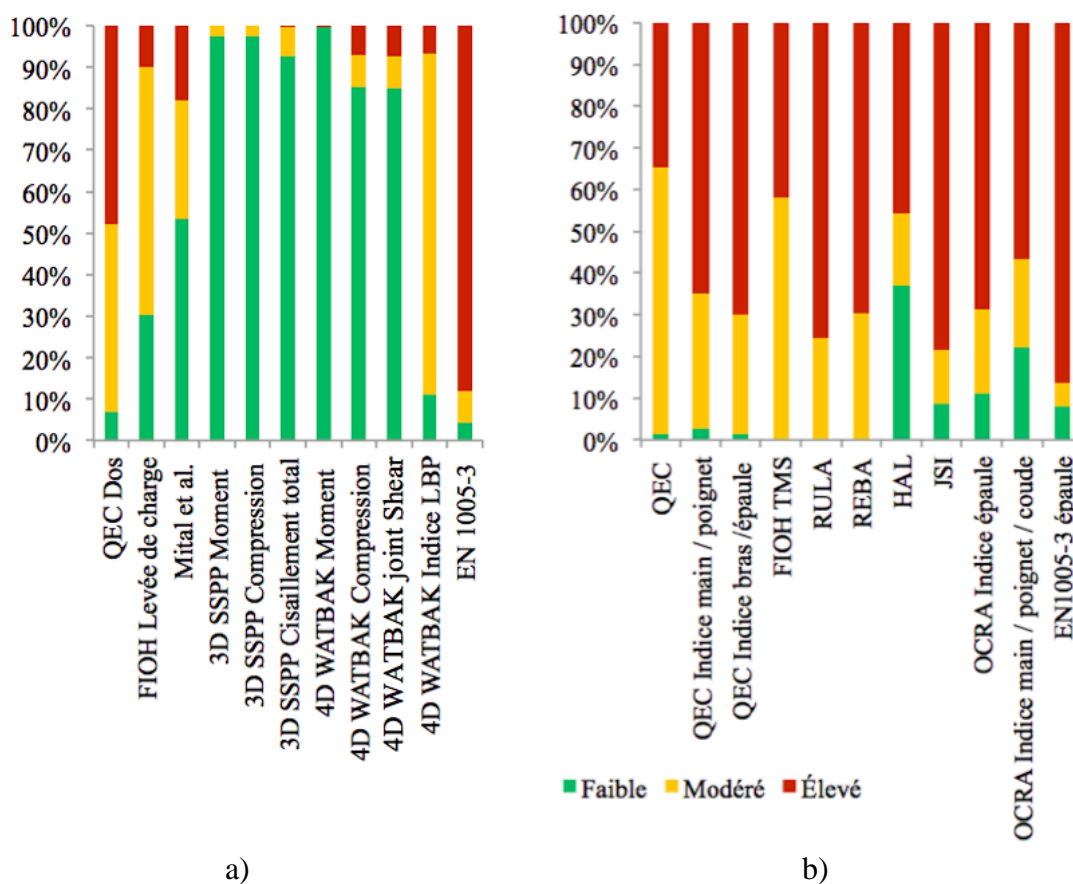 100%
90%
80%
70%
60%
50%
40%
30%
20%
10%
0%
QEC Dos
FIOH Levée de charge
Mital et al.
3D SSPP Moment
3D SSPP Compression
3D SSPP Cisaillement total
4D WATBAK Moment
4D WATBAK Compression
4D WATBAK joint Shear
4D WATBAK Indice LBP
EN 1005-3
a)
100%
90%
80%
70%
60%
50%
40%
30%
20%
10%
0%
QEC
QEC Indice main / poignet
QEC Indice bras /épaule
FIOH TMS
RULA
REBA
HAL
JSI
OCRA Indice épaule
OCRA Indice main / poignet / coude
EN1005-3 épaule
Faible Modéré Élevé
b)